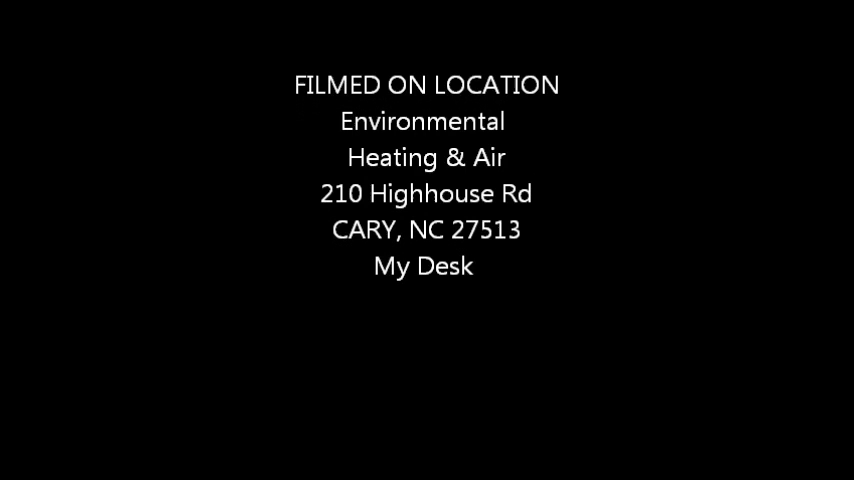 FILMED ON LOCATION
Environmental
Heating & Air
210 Highhouse Rd
CARY, NC 27513
My Desk